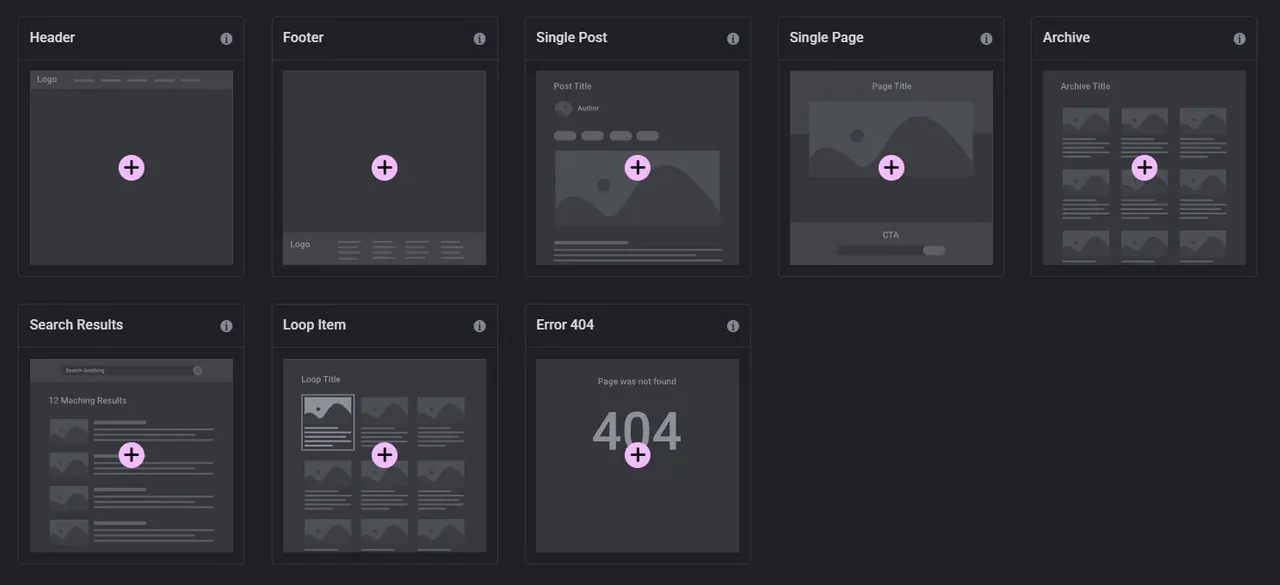 Header
Footer
Single Post
Single Page
Archive
Logo
Logo
Post Title
Author
Page Title
CTA
Archive Title
Search Results
Loop Item
Error 404
Search Anything
12 Maching Results
Loop Title
Page was not found
404